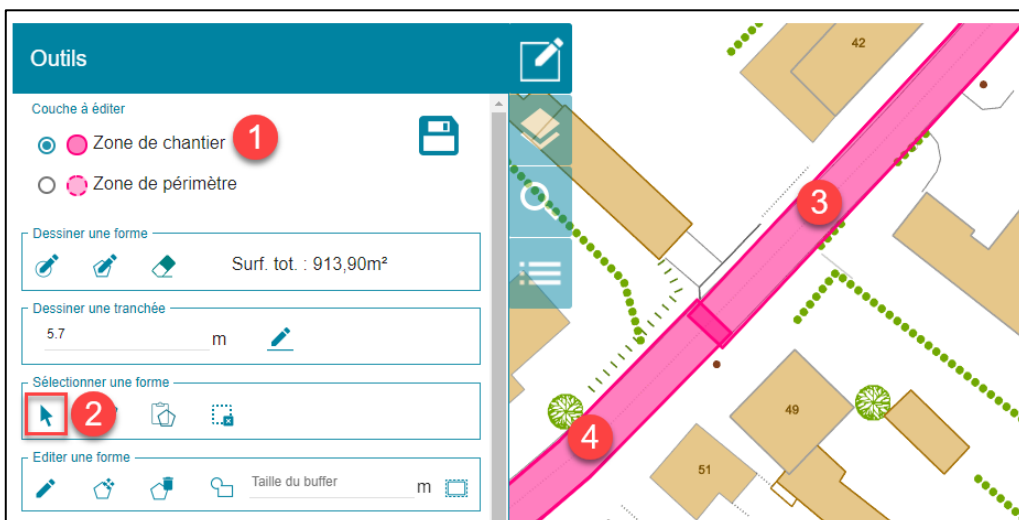 Outils
Couche à éditer
Zone de chantier 1
Zone de périmètre
Dessiner une forme
Surf. tot. : 913,90m²
Dessiner une tranchée
5.7 m
Sélectionner une forme
2
Editer une forme
Taille du buffer m
42
3
49
4
51